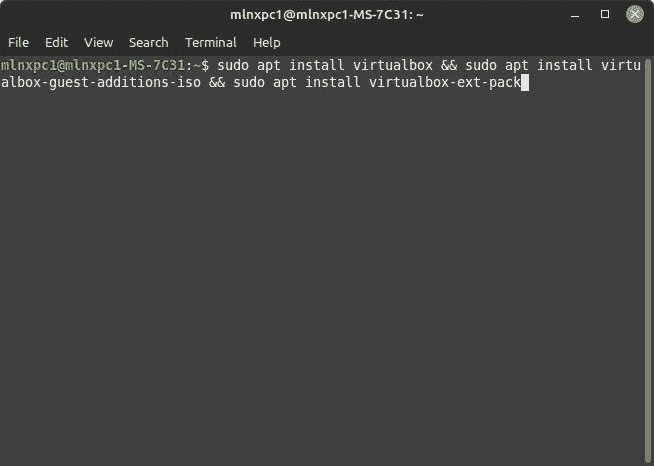 mlnxpc1@mlnxpc1-MS-7C31: ~
File Edit View Search Terminal Help
mlnxpc1@mlnxpc1-MS-7C31:~$ sudo apt install virtualbox && sudo apt install virtu
albox-guest-additions-iso && sudo apt install virtualbox-ext-pack